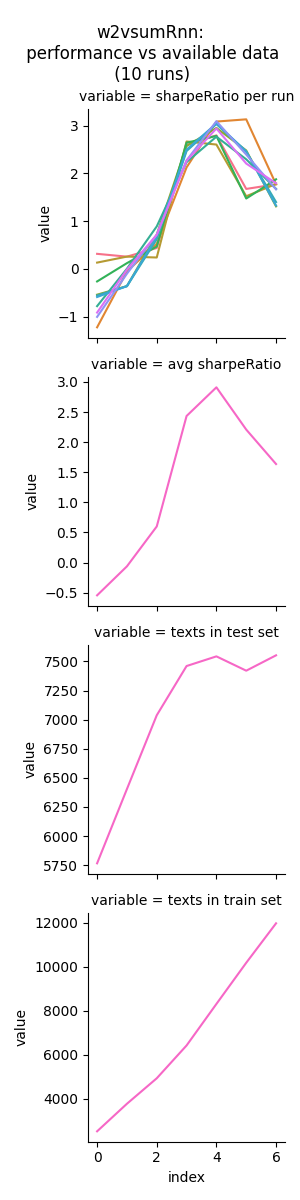 w2vsumRnn:
performance vs available data
(10 runs)
variable = sharpeRatio per run
3
2
1
0
−1
value
variable = avg sharpeRatio
3.0
2.5
2.0
1.5
1.0
0.5
0.0
−0.5
value
variable = texts in test set
7500
7250
7000
6750
6500
6250
6000
5750
value
variable = texts in train set
12000
10000
8000
6000
4000
value
0 2 4 6
index